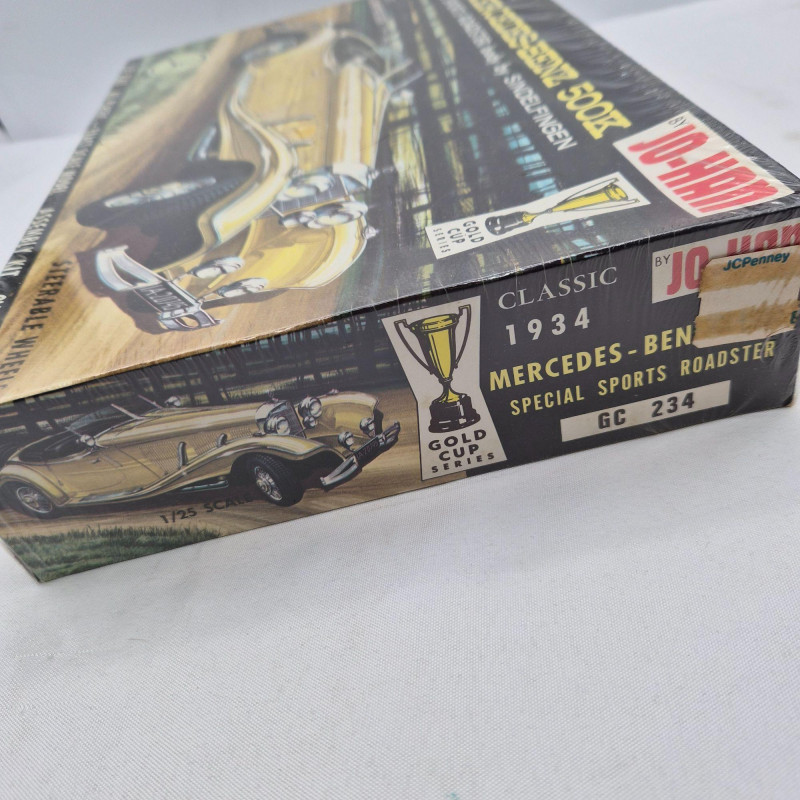 MERCEDES-BENZ 500K
by SINDELFINGEN
BY
JO-HAN
GOLD
CUP
SERIES
STEERABLE WHEELS
CLASSIC
1934
MERCEDES-BEN
SPECIAL SPORTS ROADSTER
GC 234
BY
JO-HAN
JCPenney
GOLD
CUP
SERIES
1/25 SCALE